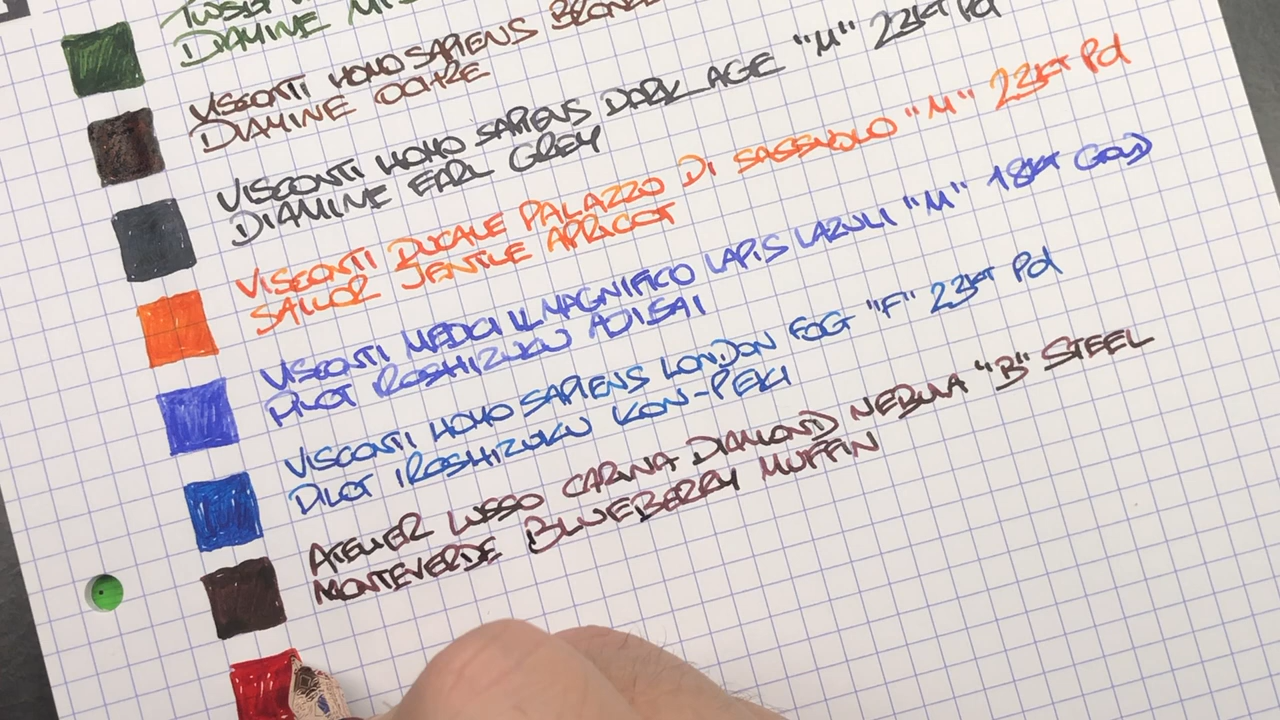 DIAMINE
VISCONTI HOMO SAPIENS BRONZE
DIAMINE OCHRE
VISCONTI HOMO SAPIENS DARK AGE "M" 23KT Pd
DIAMINE EARL GREY
VISCONTI DUCALE PALAZZO DI SASSUOLO "M" 23KT Pd
SAILOR JENTLE APRICOT
VISCONTI MEDICI IL MAGNIFICO LAPIS LAZULI "M" 18KT GOLD
PILOT IROSHIZUKU AJISAI
VISCONTI HOMO SAPIENS LONDON FOG "F" 23KT Pd
PILOT IROSHIZUKU KON-PEKI
ATELIER LUSSO CARINA DIAMOND NEBULA "B" STEEL
MONTEVERDE BLUEBERRY MUFFIN